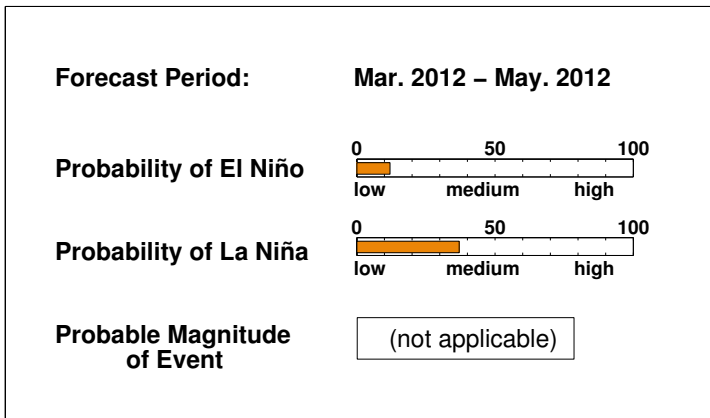 Forecast Period: Mar. 2012 – May. 2012
0 50 100
Probability of El Niño
low medium high
0 50 100
Probability of La Niña
low medium high
Probable Magnitude
of Event
(not applicable)